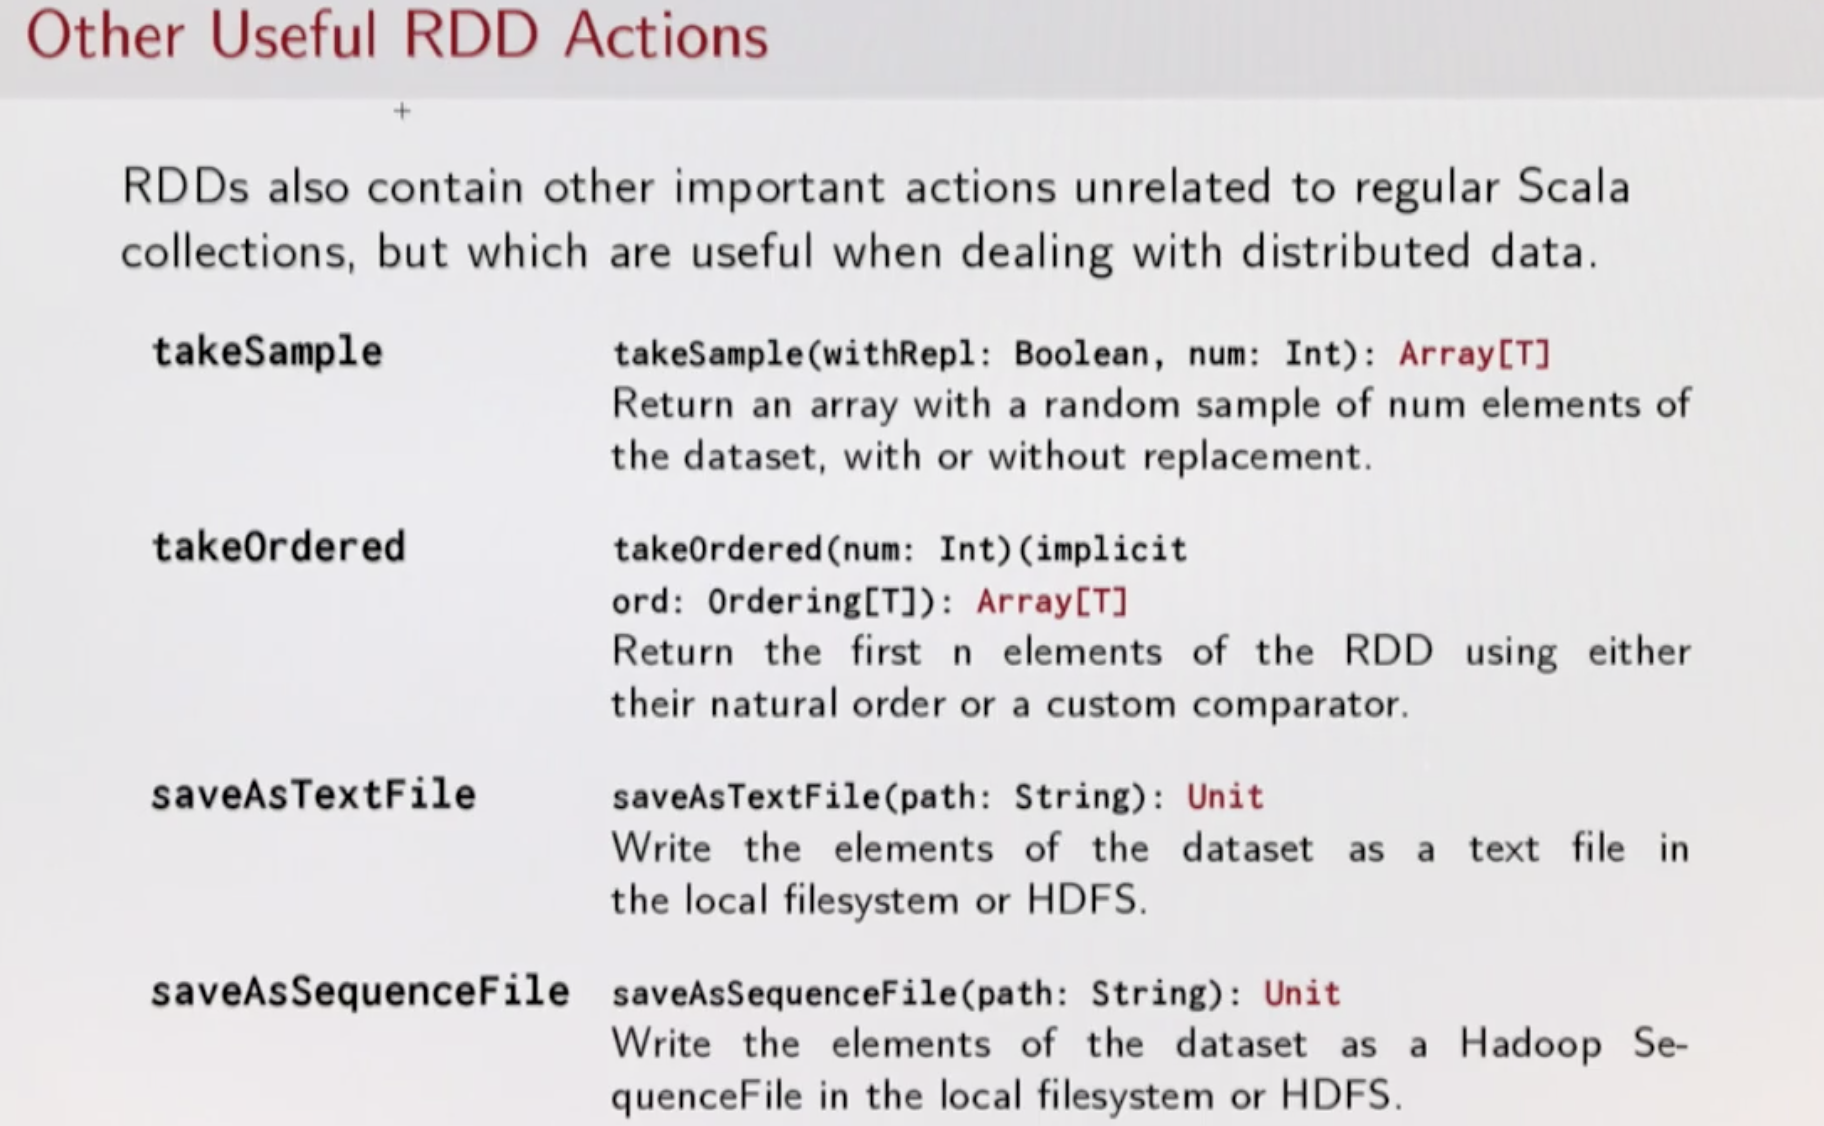 Other Useful RDD Actions
RDDs also contain other important actions unrelated to regular Scala
collections, but which are useful when dealing with distributed data.
takeSample
takeSample(withRepl: Boolean, num: Int): Array[T]
Return an array with a random sample of num elements of
the dataset, with or without replacement.
takeOrdered
takeOrdered(num: Int)(implicit
ord: Ordering[T]): Array[T]
Return the first n elements of the RDD using either
their natural order or a custom comparator.
saveAsTextFile
saveAsTextFile(path: String): Unit
Write the elements of the dataset as a text file in
the local filesystem or HDFS.
saveAsSequenceFile
saveAsSequenceFile(path: String): Unit
Write the elements of the dataset as a Hadoop Se-
quenceFile in the local filesystem or HDFS.